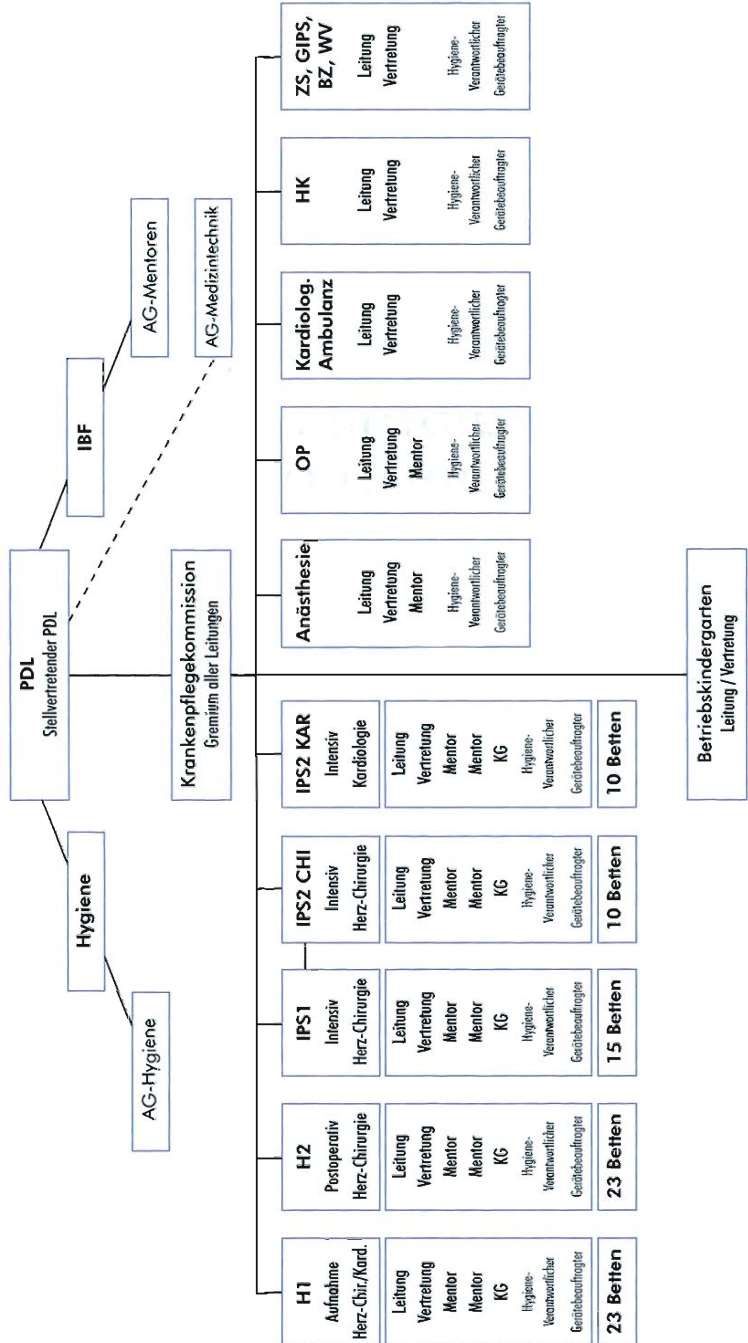 PDL
Stellvertretender PDL
Hygiene
AG-Hygiene
IBF
AG-Mentoren
AG-Medizintechnik
Krankenpflegekommission
Gremium aller Leitungen
H1
Aufnahme
Herz-Chir./Kard.
Leitung
Vertretung
Mentor
Mentor
KG
Hygiene-
Verantwortlicher
Gerätebeauftragter
23 Betten
H2
Postoperativ
Herz-Chirurgie
Leitung
Vertretung
Mentor
Mentor
KG
Hygiene-
Verantwortlicher
Gerätebeauftragter
23 Betten
IPS1
Intensiv
Herz-Chirurgie
Leitung
Vertretung
Mentor
Mentor
KG
Hygiene-
Verantwortlicher
Gerätebeauftragter
15 Betten
IPS2 CHI
Intensiv
Herz-Chirurgie
Leitung
Vertretung
Mentor
Mentor
KG
Hygiene-
Verantwortlicher
Gerätebeauftragter
10 Betten
IPS2 KAR
Intensiv
Kardiologie
Leitung
Vertretung
Mentor
Mentor
KG
Hygiene-
Verantwortlicher
Gerätebeauftragter
10 Betten
Anästhesie
Leitung
Vertretung
Mentor
Hygiene-
Verantwortlicher
Gerätebeauftragter
OP
Leitung
Vertretung
Mentor
Hygiene-
Verantwortlicher
Gerätebeauftragter
Kardiolog.
Ambulanz
Leitung
Vertretung
Hygiene-
Verantwortlicher
Gerätebeauftragter
HK
Leitung
Vertretung
Hygiene-
Verantwortlicher
Gerätebeauftragter
ZS, GIPS,
BZ, WV
Leitung
Vertretung
Hygiene-
Verantwortlicher
Gerätebeauftragter
Betriebskindergarten
Leitung / Vertretung